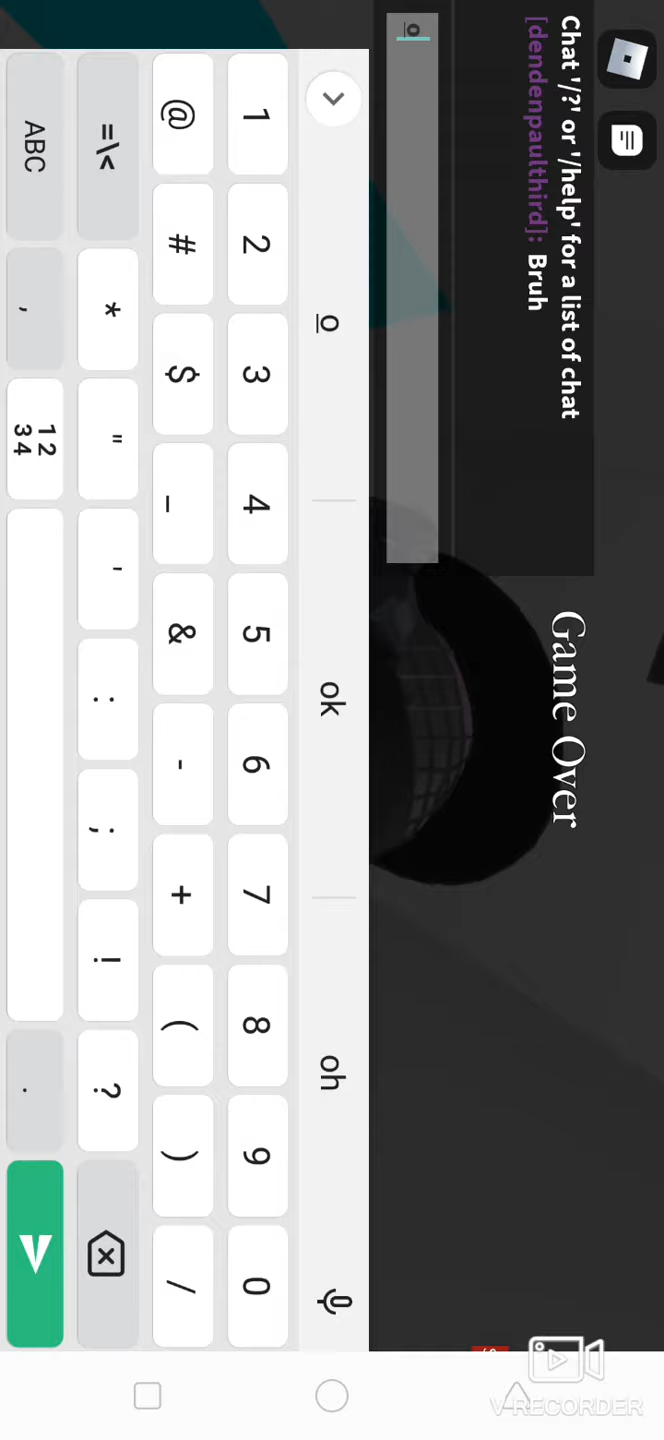 Chat '/?' or '/help' for a list of chat
[dendenpaulthird]: Bruh
o
Game Over
o ok oh
1 2 3 4 5 6 7 8 9 0
@ # $ _ & - + ( ) /
=\< * " ' : ; ! ?
ABC , 12 34 .
V RECORDER